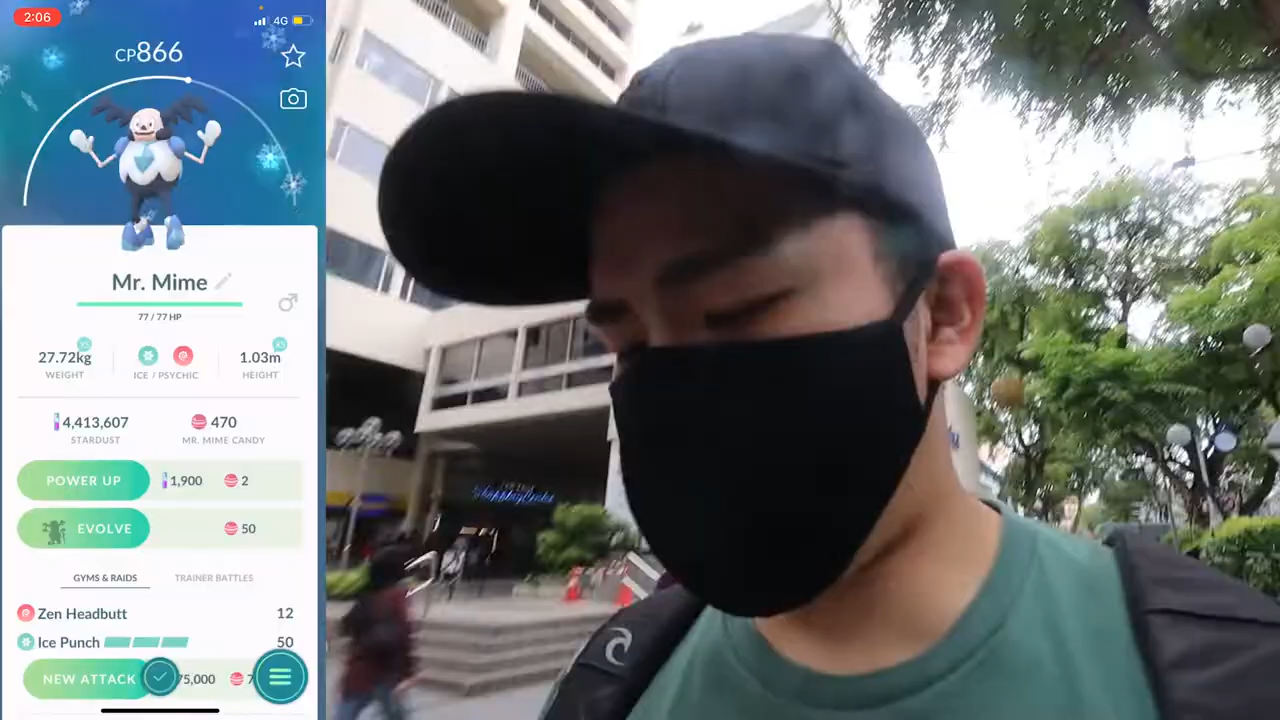 2:06
4G
CP866
Mr. Mime
77 / 77 HP
XS
XS
27.72kg
WEIGHT
ICE / PSYCHIC
1.03m
HEIGHT
4,413,607
STARDUST
470
MR. MIME CANDY
POWER UP
1,900
2
EVOLVE
50
GYMS & RAIDS
TRAINER BATTLES
Zen Headbutt
12
Ice Punch
50
NEW ATTACK
75,000